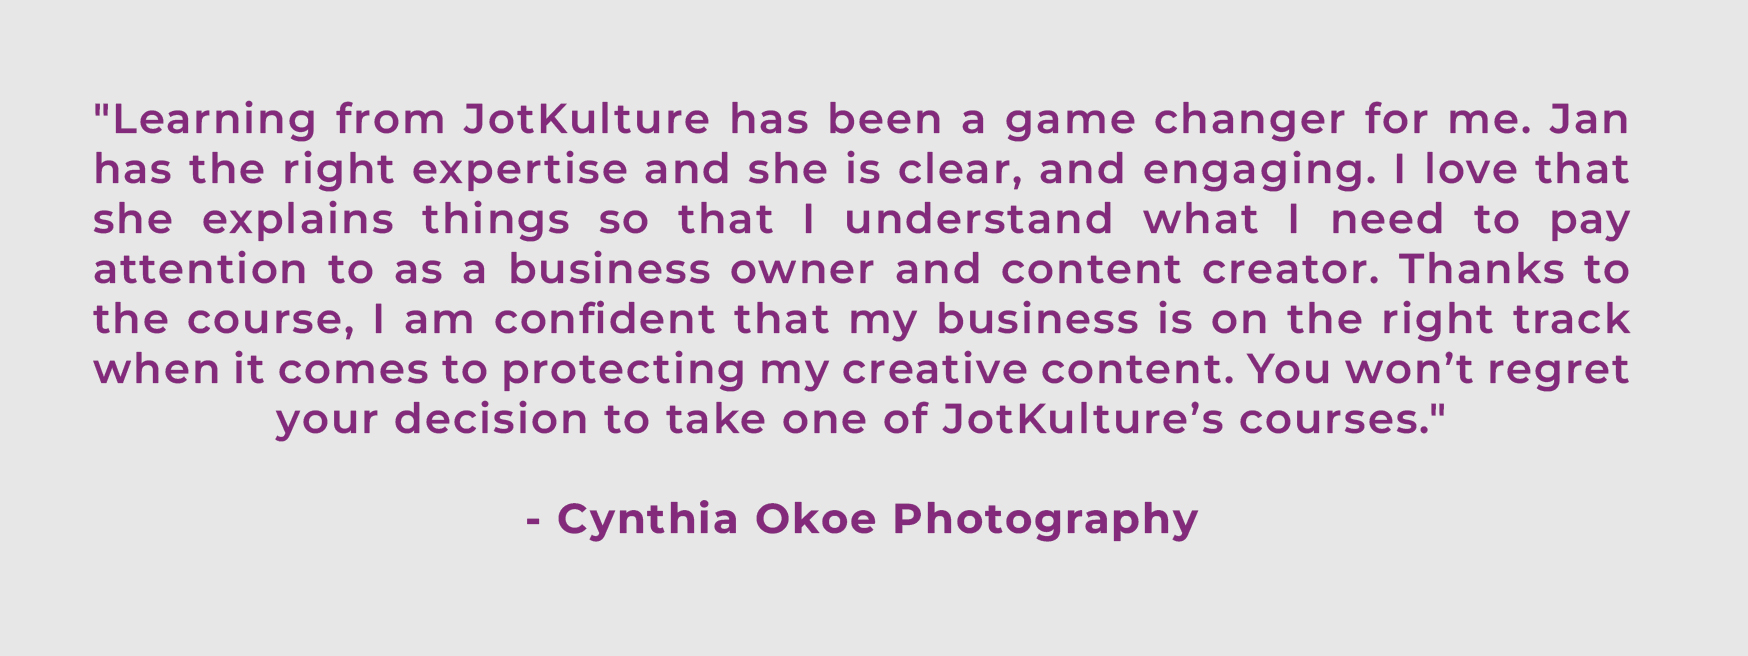 "Learning from JotKulture has been a game changer for me. Jan
has the right expertise and she is clear, and engaging. I love that
she explains things so that I understand what I need to pay
attention to as a business owner and content creator. Thanks to
the course, I am confident that my business is on the right track
when it comes to protecting my creative content. You won’t regret
your decision to take one of JotKulture’s courses."
- Cynthia Okoe Photography